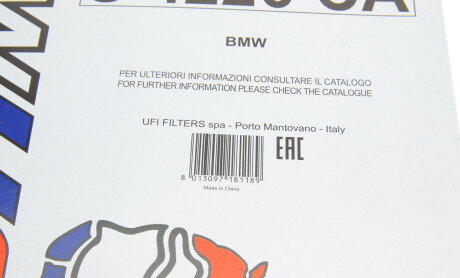 BMW
PER ULTERIORI INFORMAZIONI CONSULTARE IL CATALOGO
FOR FURTHER INFORMATION PLEASE CHECK THE CATALOGUE
UFI FILTERS spa - Porto Mantovano - Italy
EAC
8 013097 181189
Made in China